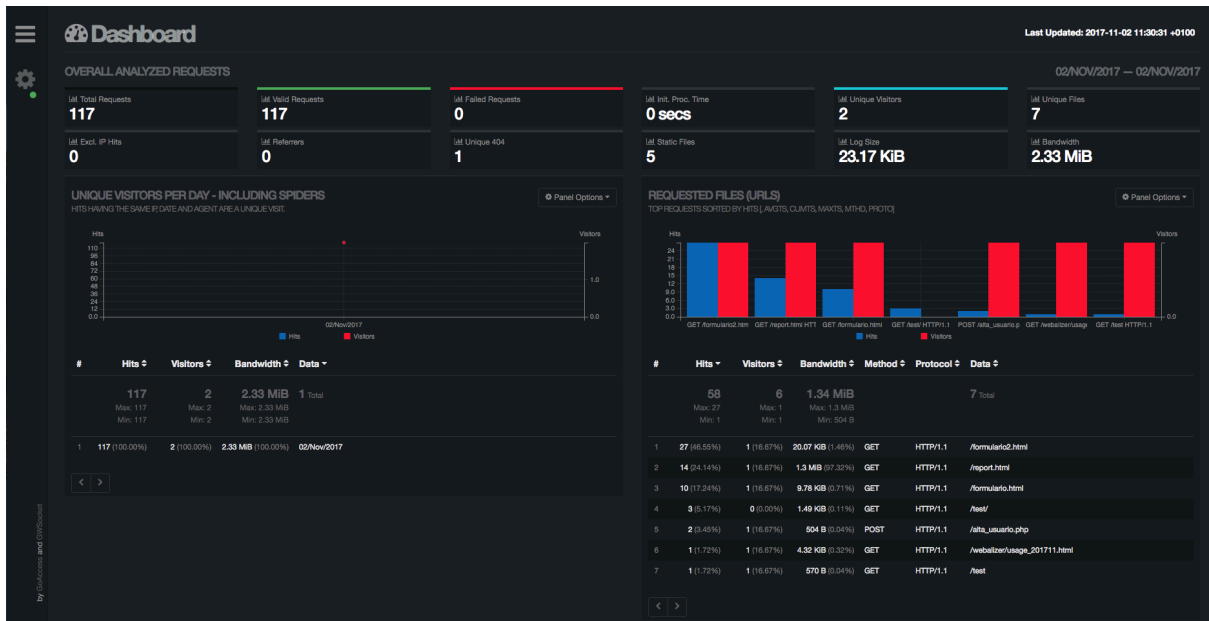 Dashboard
Last Updated: 2017-11-02 11:30:31 +0100
OVERALL ANALYZED REQUESTS
02/NOV/2017 — 02/NOV/2017
Total Requests
117
Valid Requests
117
Failed Requests
0
Init. Proc. Time
0 secs
Unique Visitors
2
Unique Files
7
Excl. IP Hits
0
Referrers
0
Unique 404
1
Static Files
5
Log Size
23.17 KiB
Bandwidth
2.33 MiB
UNIQUE VISITORS PER DAY - INCLUDING SPIDERS
HITS HAVING THE SAME IP, DATE AND AGENT ARE A UNIQUE VISIT.
Panel Options
Hits
Visitors
110
96
84
72
60
48
36
24
12
0.0
1.0
0.0
02/Nov/2017
Hits
Visitors
# Hits Visitors Bandwidth Data
117 2 2.33 MiB 1 Total
Max: 117 Max: 2 Max: 2.33 MiB
Min: 117 Min: 2 Min: 2.33 MiB
1 117 (100.00%) 2 (100.00%) 2.33 MiB (100.00%) 02/Nov/2017
REQUESTED FILES (URLS)
TOP REQUESTS SORTED BY HITS [, AVGTS, CUMTS, MAXTS, MTHD, PROTO]
Panel Options
Hits
Visitors
24
21
18
15
12
9.0
6.0
3.0
0.0
0.0
GET /formulario2.htm GET /report.html HTT GET /formulario.html GET /test/ HTTP/1.1 POST /alta_usuario.p GET /webalizer/usag GET /test HTTP/1.1
Hits
Visitors
# Hits Visitors Bandwidth Method Protocol Data
58 6 1.34 MiB 7 Total
Max: 27 Max: 1 Max: 1.3 MiB
Min: 1 Min: 1 Min: 504 B
1 27 (46.55%) 1 (16.67%) 20.07 KiB (1.46%) GET HTTP/1.1 /formulario2.html
2 14 (24.14%) 1 (16.67%) 1.3 MiB (97.32%) GET HTTP/1.1 /report.html
3 10 (17.24%) 1 (16.67%) 9.78 KiB (0.71%) GET HTTP/1.1 /formulario.html
4 3 (5.17%) 0 (0.00%) 1.49 KiB (0.11%) GET HTTP/1.1 /test/
5 2 (3.45%) 1 (16.67%) 504 B (0.04%) POST HTTP/1.1 /alta_usuario.php
6 1 (1.72%) 1 (16.67%) 4.32 KiB (0.32%) GET HTTP/1.1 /webalizer/usage_201711.html
7 1 (1.72%) 1 (16.67%) 570 B (0.04%) GET HTTP/1.1 /test
by GoAccess and GWSocket